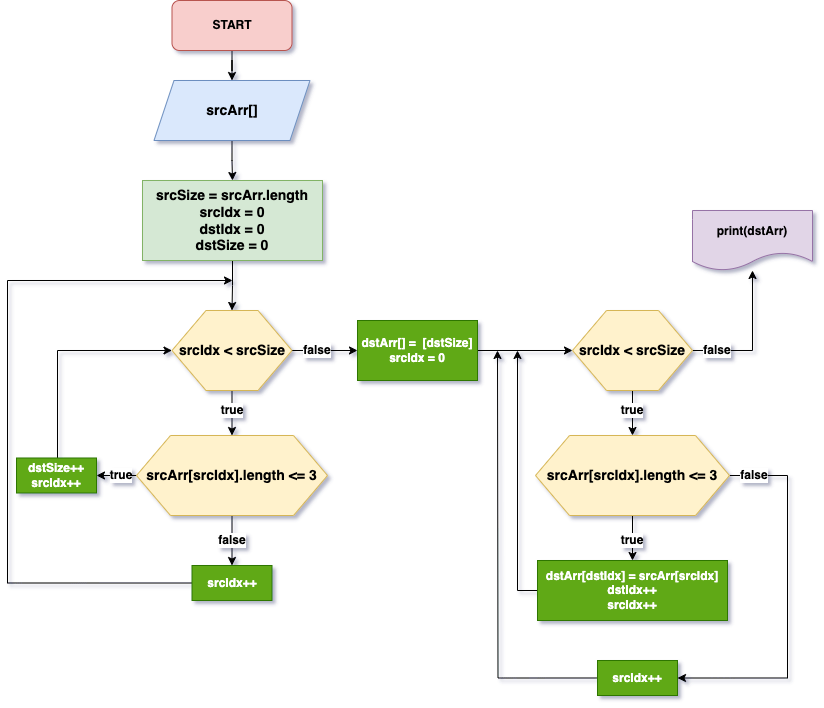 START
srcArr[]
srcSize = srcArr.length
srcIdx = 0
dstIdx = 0
dstSize = 0
srcIdx < srcSize
false
true
srcArr[srcIdx].length <= 3
true
dstSize++
srcIdx++
false
srcIdx++
dstArr[] = [dstSize]
srcIdx = 0
srcIdx < srcSize
false
print(dstArr)
true
srcArr[srcIdx].length <= 3
false
true
dstArr[dstIdx] = srcArr[srcIdx]
dstIdx++
srcIdx++
srcIdx++